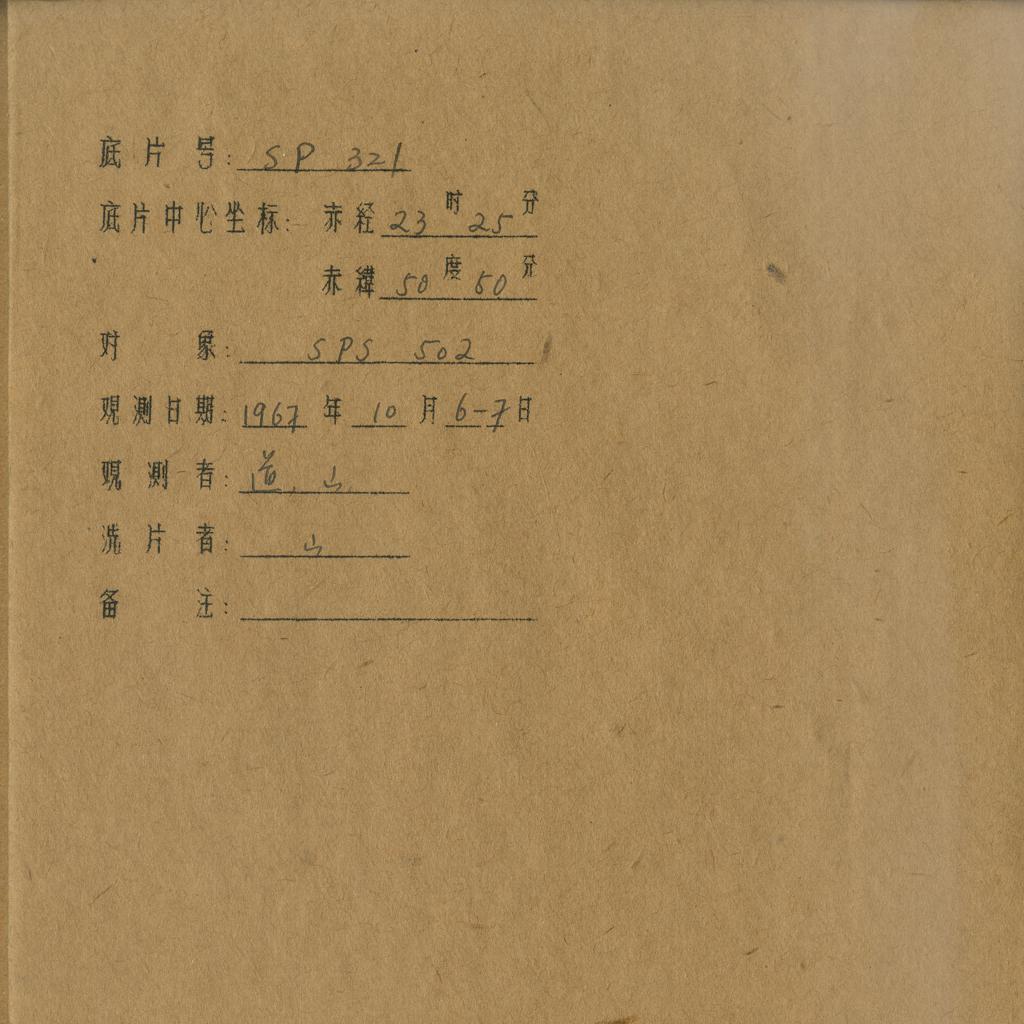 底片号: SP 321
底片中心坐标: 赤经 23 时 25 分
赤緯 50 度 50 分
对象: SPS 502
观测日期: 1967 年 10 月 6-7 日
观测者: 道, 山
洗片者: 山
备注: